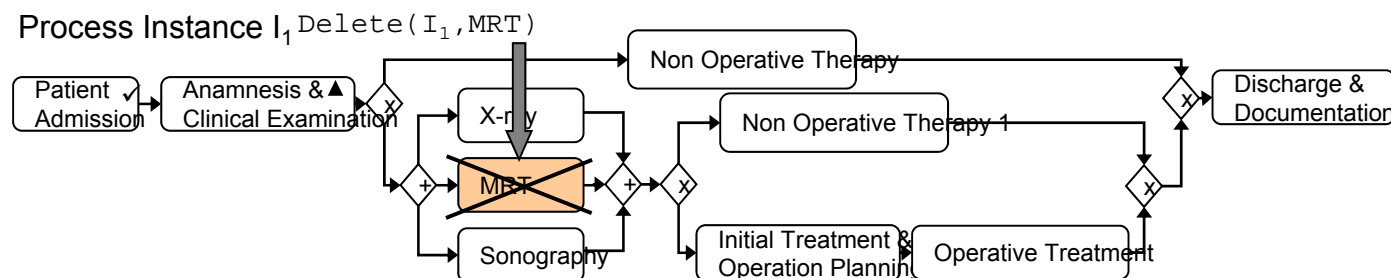 Process Instance I₁ Delete(I₁,MRT)
Non Operative Therapy
Patient ✓
Admission
Anamnesis & ▲
Clinical Examination
x
X-ray
Non Operative Therapy 1
x
Discharge &
Documentation
+
MRT
+
x
x
Sonography
Initial Treatment &
Operation Planning
Operative Treatment